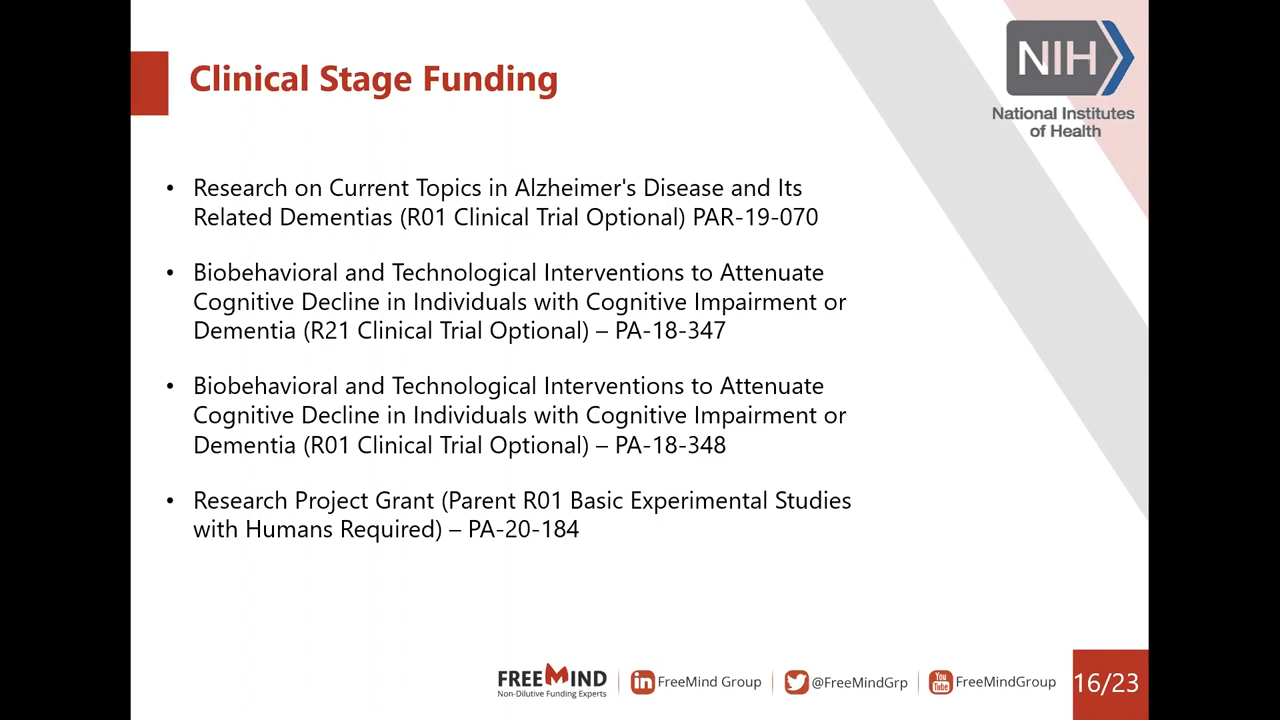 Clinical Stage Funding
NIH
National Institutes
of Health
• Research on Current Topics in Alzheimer's Disease and Its
Related Dementias (R01 Clinical Trial Optional) PAR-19-070
• Biobehavioral and Technological Interventions to Attenuate
Cognitive Decline in Individuals with Cognitive Impairment or
Dementia (R21 Clinical Trial Optional) – PA-18-347
• Biobehavioral and Technological Interventions to Attenuate
Cognitive Decline in Individuals with Cognitive Impairment or
Dementia (R01 Clinical Trial Optional) – PA-18-348
• Research Project Grant (Parent R01 Basic Experimental Studies
with Humans Required) – PA-20-184
FREEMIND
Non-Dilutive Funding Experts
in FreeMind Group
@FreeMindGrp
You
Tube
FreeMindGroup
16/23